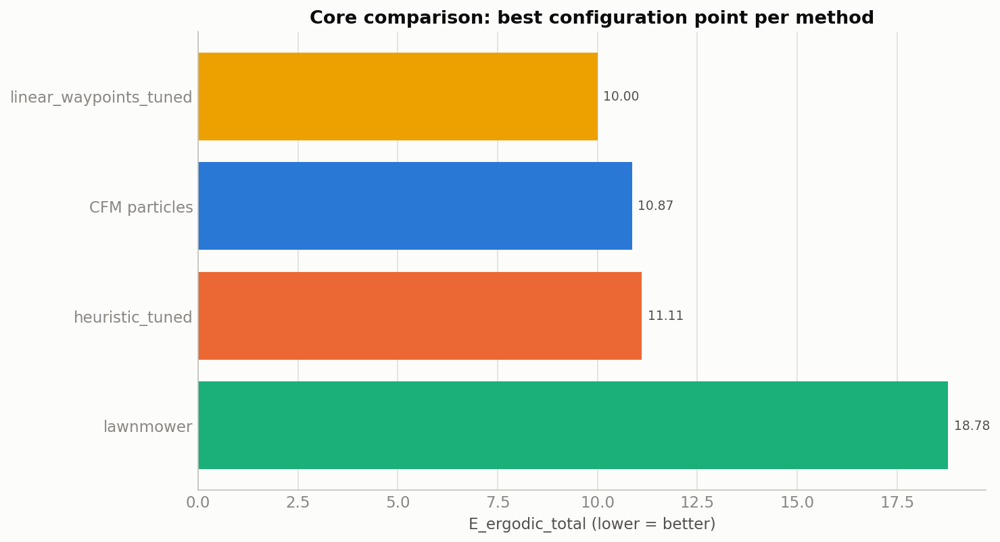 Core comparison: best configuration point per method
linear_waypoints_tuned
10.00
CFM particles
10.87
heuristic_tuned
11.11
lawnmower
18.78
0.0 2.5 5.0 7.5 10.0 12.5 15.0 17.5
E_ergodic_total (lower = better)